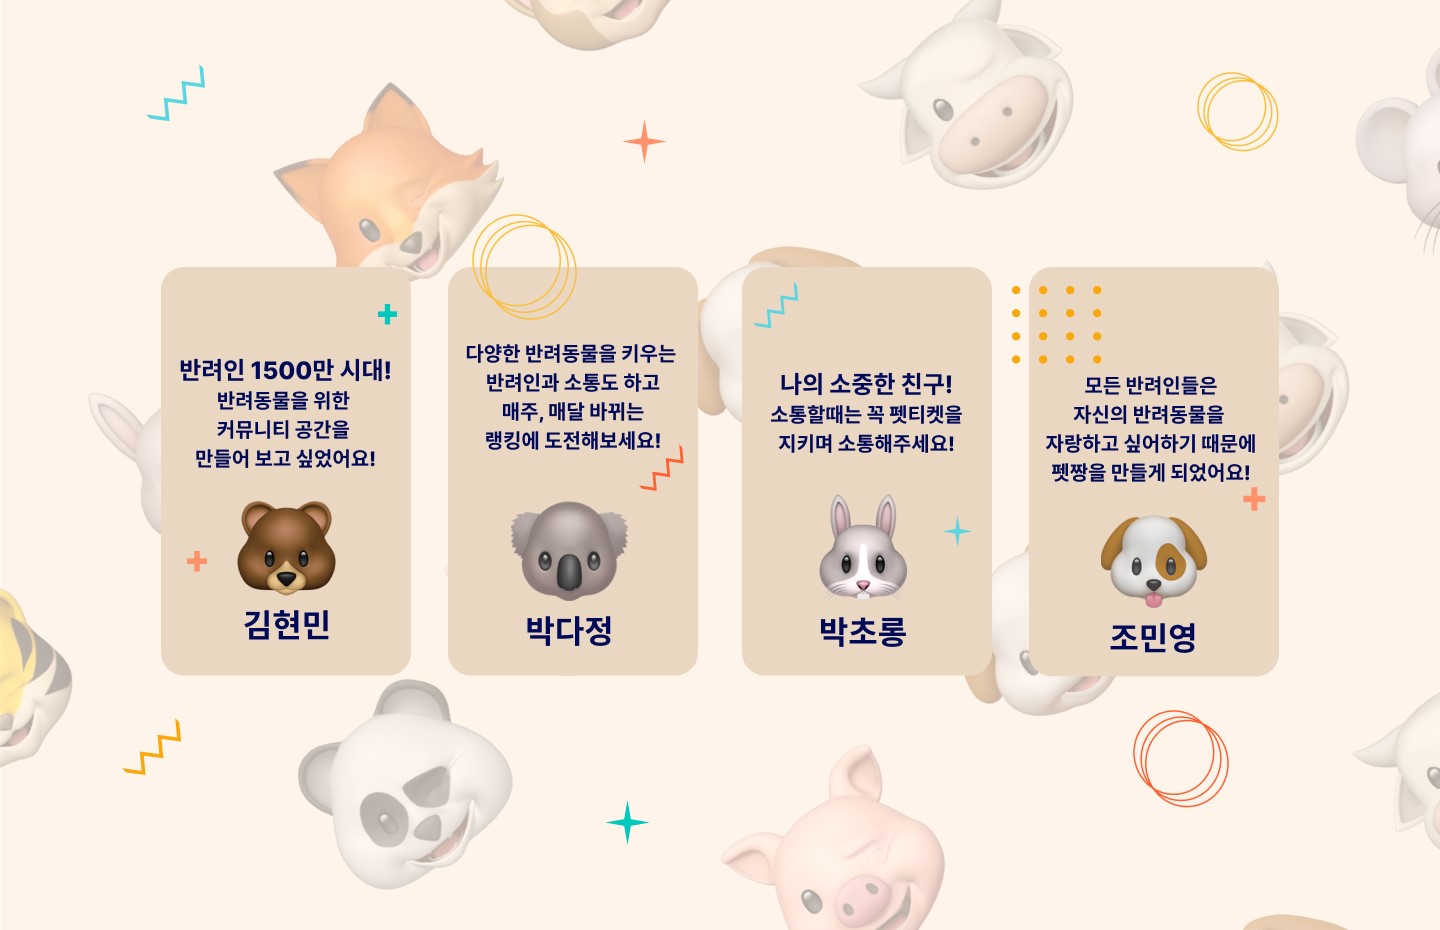 반려인 1500만 시대!
반려동물을 위한
커뮤니티 공간을
만들어 보고 싶었어요!
김현민
다양한 반려동물을 키우는
반려인과 소통도 하고
매주, 매달 바뀌는
랭킹에 도전해보세요!
박다정
나의 소중한 친구!
소통할때는 꼭 펫티켓을
지키며 소통해주세요!
박초롱
모든 반려인들은
자신의 반려동물을
자랑하고 싶어하기 때문에
펫짱을 만들게 되었어요!
조민영